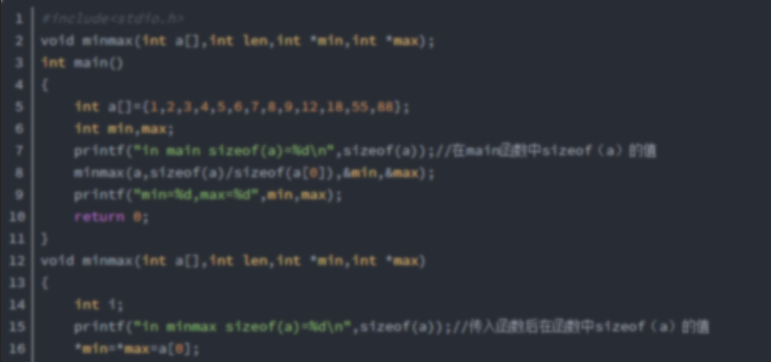 1 #include<stdio.h>
2 void minmax(int a[],int len,int *min,int *max);
3 int main()
4 {
5 int a[]={1,2,3,4,5,6,7,8,9,12,18,55,88};
6 int min,max;
7 printf("in main sizeof(a)=%d\n",sizeof(a));//在main函数中sizeof（a）的值
8 minmax(a,sizeof(a)/sizeof(a[0]),&min,&max);
9 printf("min=%d,max=%d",min,max);
10 return 0;
11 }
12 void minmax(int a[],int len,int *min,int *max)
13 {
14 int i;
15 printf("in minmax sizeof(a)=%d\n",sizeof(a));//传入函数后在函数中sizeof（a）的值
16 *min=*max=a[0];